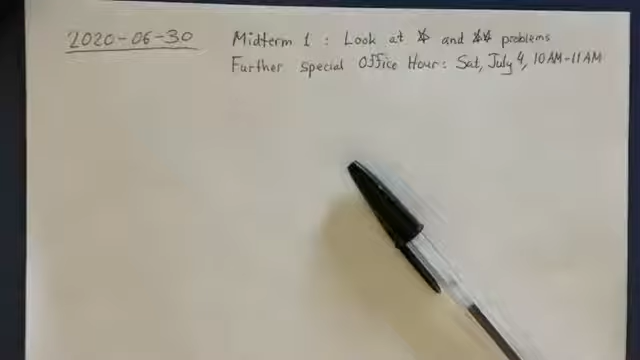 2020-06-30
Midterm 1 : Look at * and ** problems
Further special Office Hour: Sat, July 4, 10AM-11AM